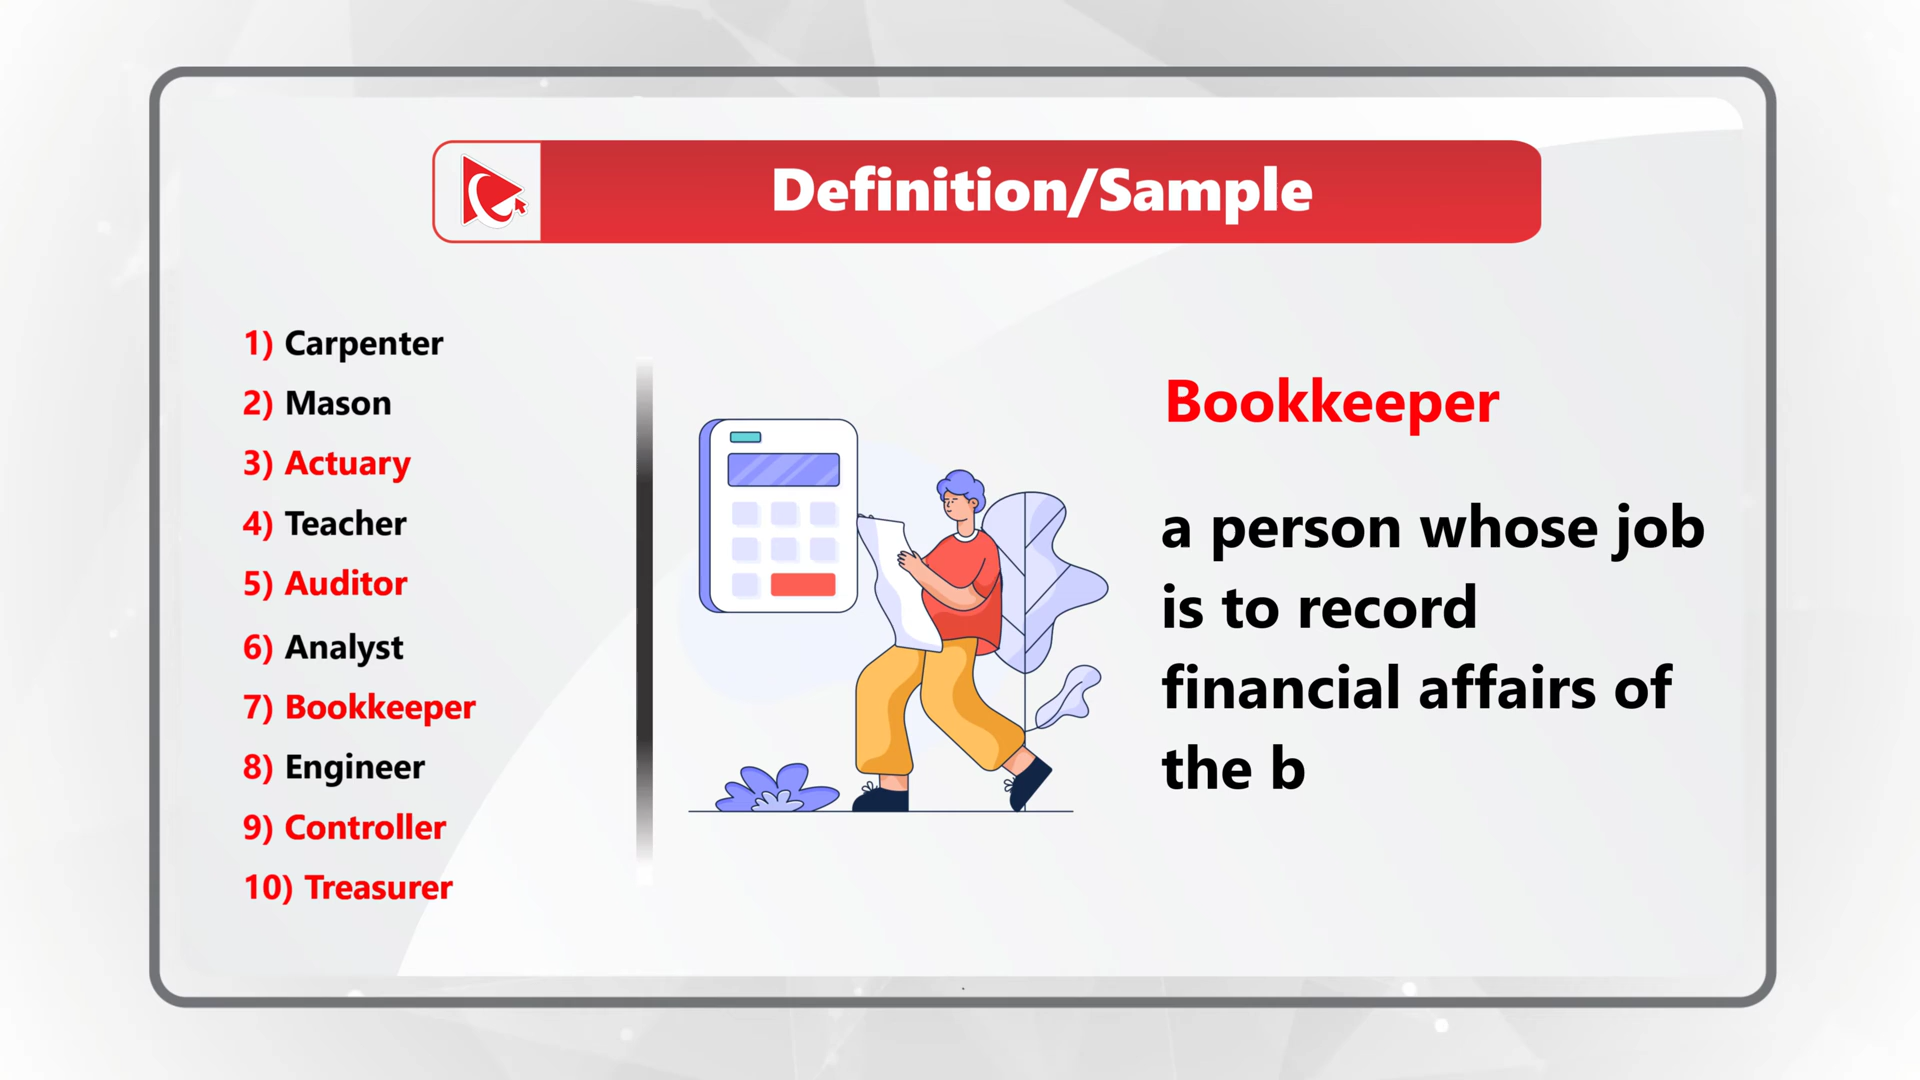 Definition/Sample
1) Carpenter
2) Mason
3) Actuary
4) Teacher
5) Auditor
6) Analyst
7) Bookkeeper
8) Engineer
9) Controller
10) Treasurer
Bookkeeper
a person whose job
is to record
financial affairs of
the b